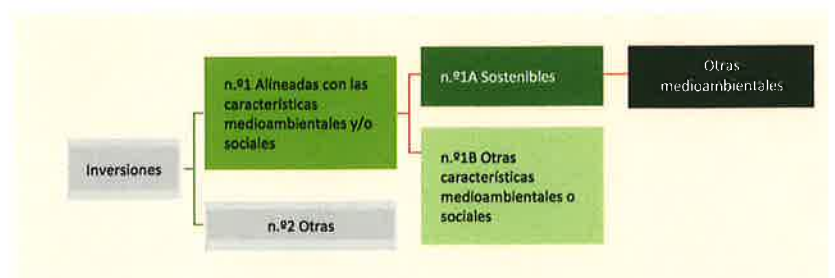 Inversiones
n.º1 Alineadas con las
características
medioambientales y/o
sociales
n.º2 Otras
n.º1A Sostenibles
n.º1B Otras
características
medioambientales o
sociales
Otras
medioambientales